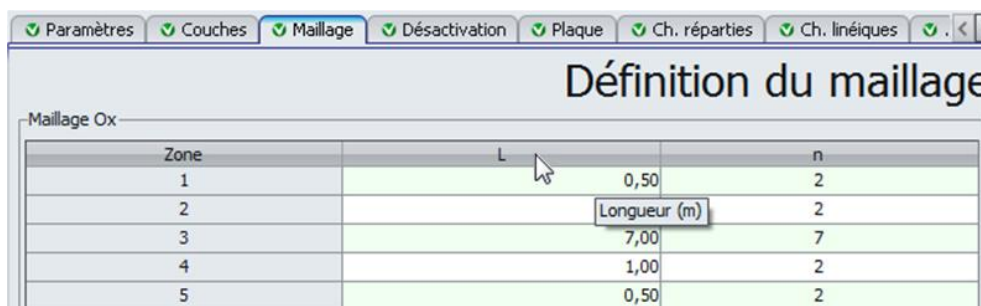 Paramètres Couches Maillage Désactivation Plaque Ch. réparties Ch. linéiques . <
Définition du maillage
Maillage Ox
Zone L n
1 0,50 2
2 2
Longueur (m)
3 7,00 7
4 1,00 2
5 0,50 2